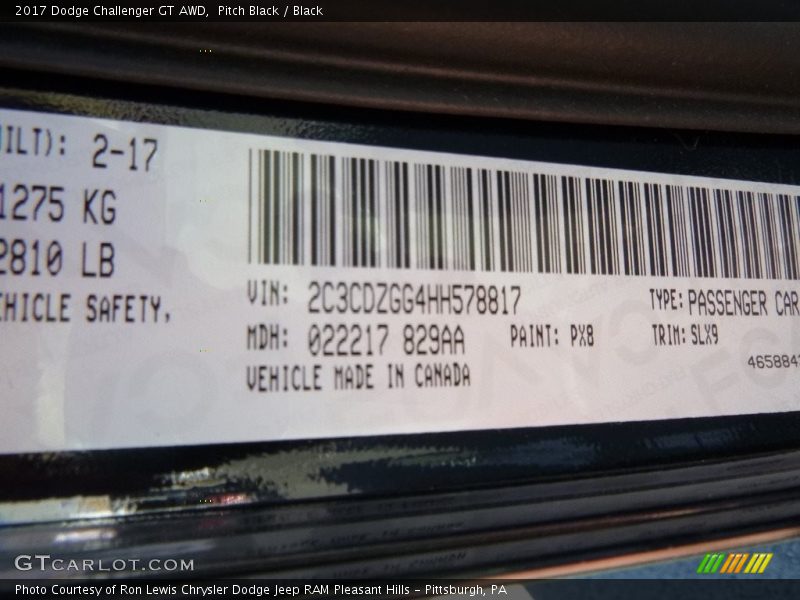 2017 Dodge Challenger GT AWD, Pitch Black / Black
UILT): 2-17
1275 KG
2810 LB
EHICLE SAFETY,
VIN: 2C3CDZGG4HH578817
TYPE: PASSENGER CAR
MDH: 022217 829AA
PAINT: PX8
TRIM: SLX9
VEHICLE MADE IN CANADA
465884
GTCARLOT.COM
Photo Courtesy of Ron Lewis Chrysler Dodge Jeep RAM Pleasant Hills - Pittsburgh, PA